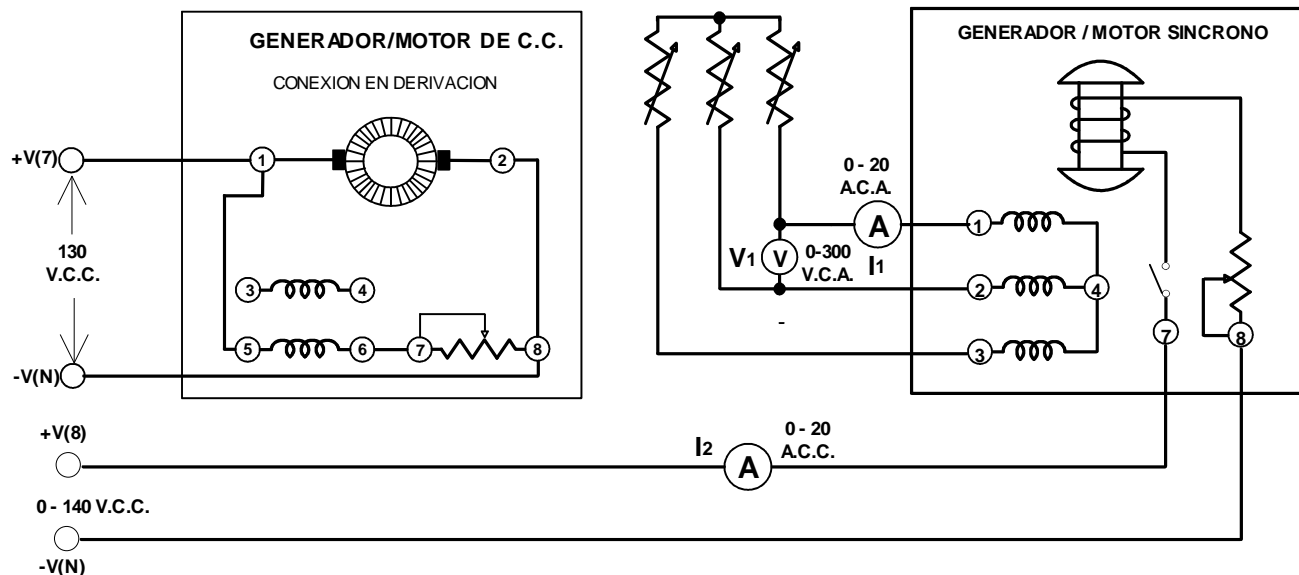 GENERADOR/MOTOR DE C.C.
CONEXION EN DERIVACION
+V(7)
1
2
130
V.C.C.
3
4
5
6
7
8
-V(N)
0 - 20
A.C.A.
A
I1
V1
V
0-300
V.C.A.
GENERADOR / MOTOR SINCRONO
1
2
4
3
7
8
+V(8)
I2
A
0 - 20
A.C.C.
0 - 140 V.C.C.
-V(N)